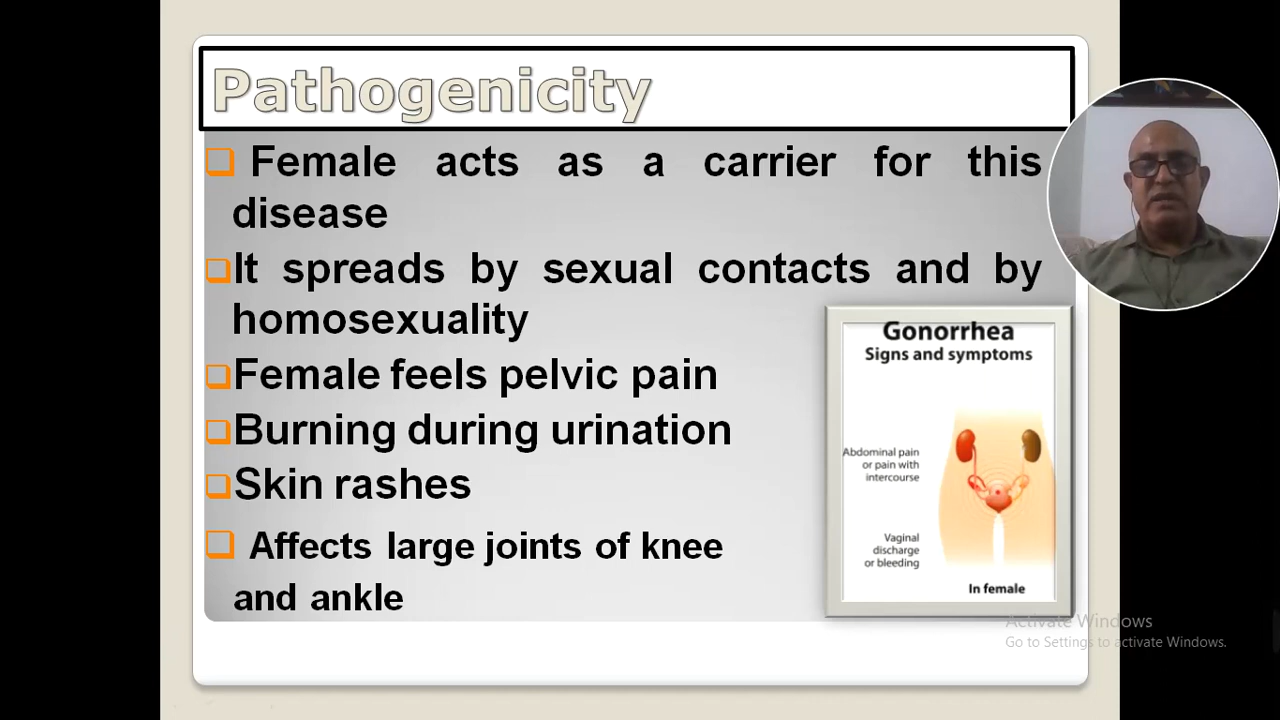 Pathogenicity
Female acts as a carrier for this
disease
It spreads by sexual contacts and by
homosexuality
Female feels pelvic pain
Burning during urination
Skin rashes
Affects large joints of knee
and ankle
Gonorrhea
Signs and symptoms
Abdominal pain
or pain with
intercourse
Vaginal
discharge
or bleeding
In female
Activate Windows
Go to Settings to activate Windows.